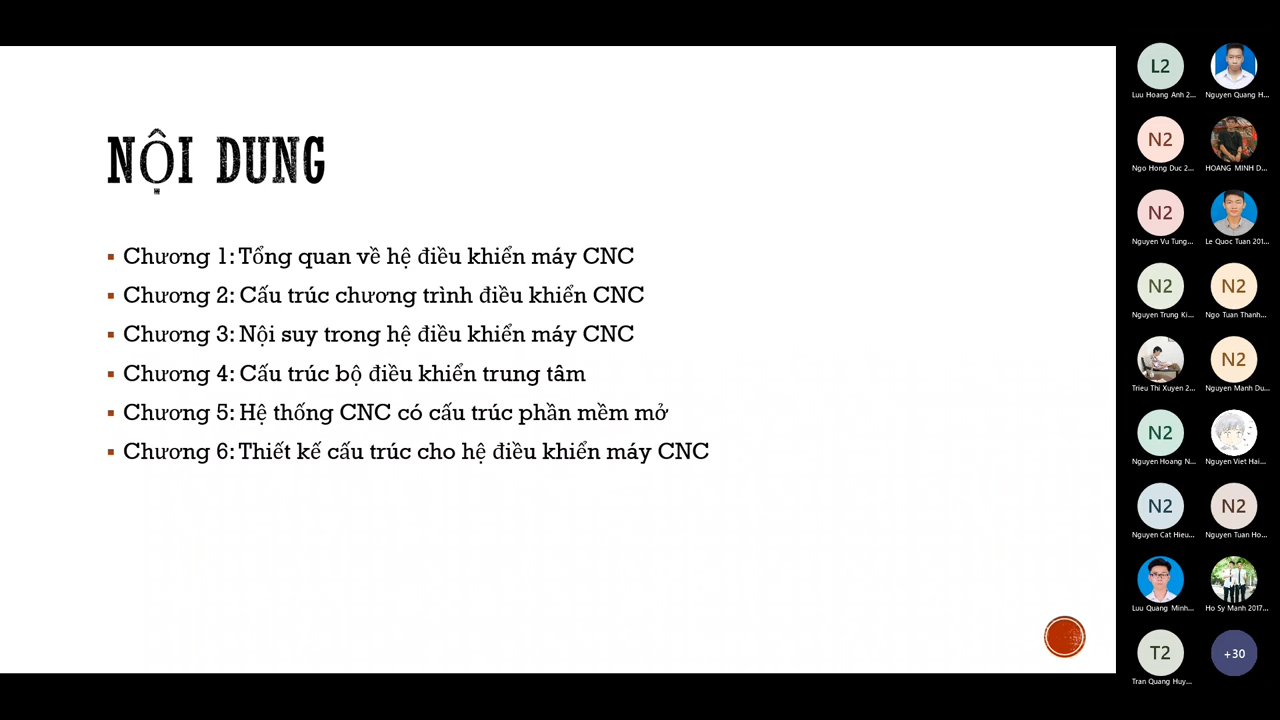 NỘI DUNG
Chương 1: Tổng quan về hệ điều khiển máy CNC
Chương 2: Cấu trúc chương trình điều khiển CNC
Chương 3: Nội suy trong hệ điều khiển máy CNC
Chương 4: Cấu trúc bộ điều khiển trung tâm
Chương 5: Hệ thống CNC có cấu trúc phần mềm mở
Chương 6: Thiết kế cấu trúc cho hệ điều khiển máy CNC
L2
Luu Hoang Anh 2...
Nguyen Quang H...
N2
Ngo Hong Duc 2...
HOANG MINH D...
N2
Nguyen Vu Tung...
Le Quoc Tuan 201...
N2
Nguyen Trung Ki...
N2
Ngo Tuan Thanh...
Trieu Thi Xuyen 2...
N2
Nguyen Manh Du...
N2
Nguyen Hoang N...
Nguyen Viet Hai...
N2
Nguyen Cat Hieu...
N2
Nguyen Tuan Ho...
Luu Quang Minh...
Ho Sy Manh 2017...
T2
Tran Quang Huy...
+30